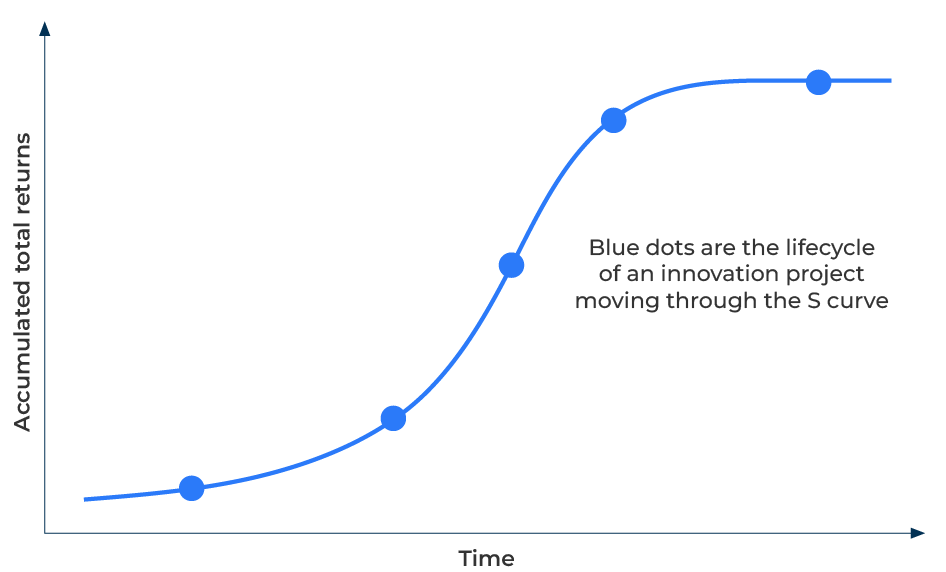 Accumulated total returns
Blue dots are the lifecycle
of an innovation project
moving through the S curve
Time